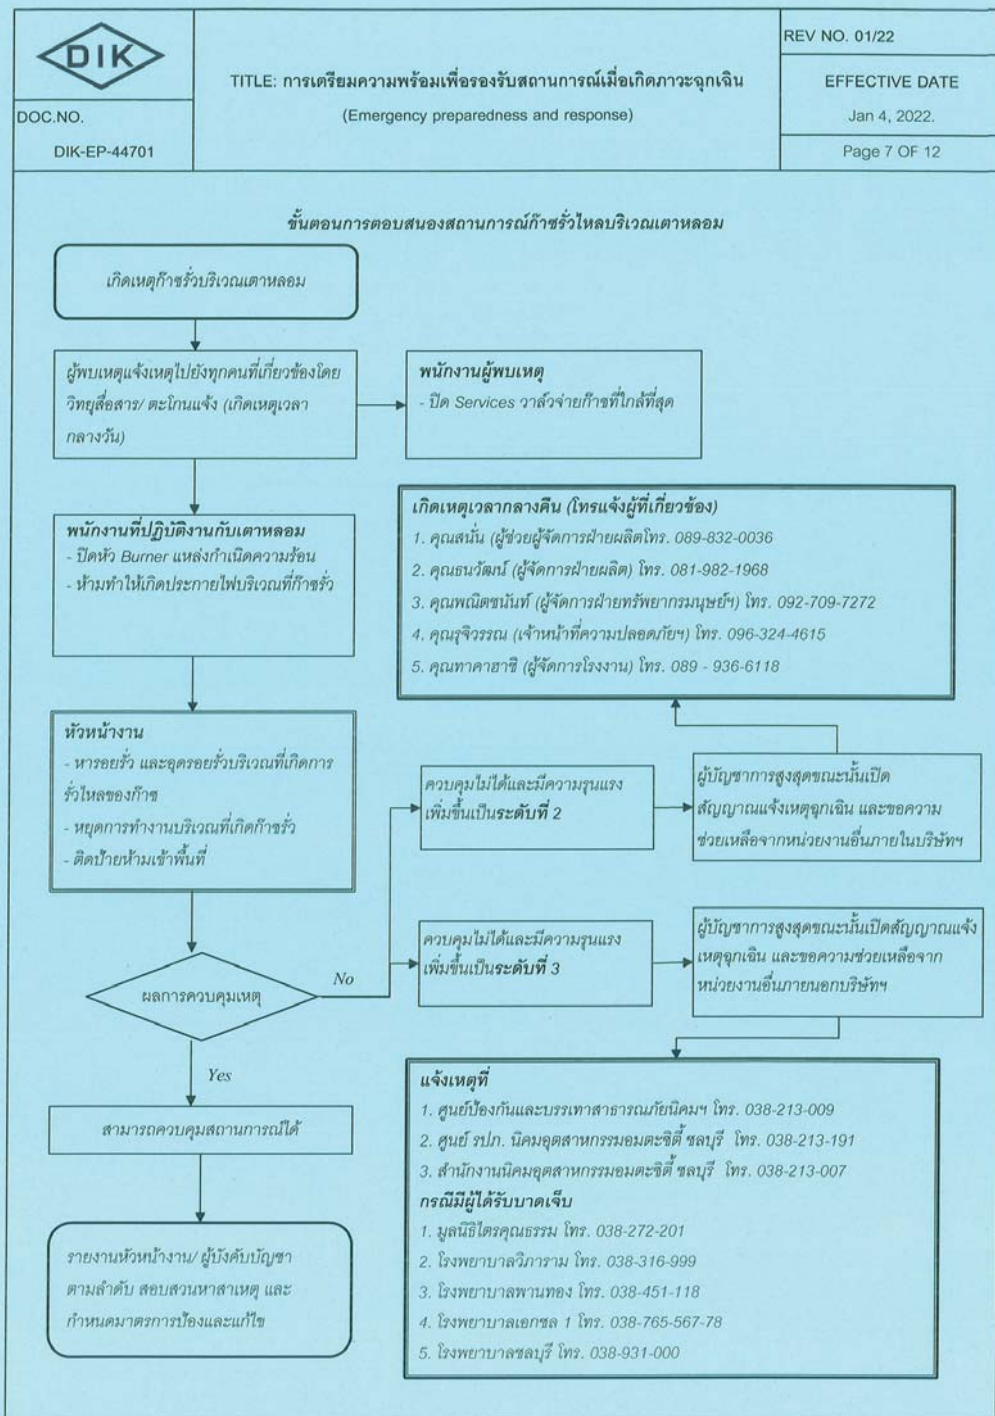 DIK
DOC.NO.
DIK-EP-44701
TITLE: การเตรียมความพร้อมเพื่อรองรับสถานการณ์เมื่อเกิดภาวะฉุกเฉิน
(Emergency preparedness and response)
REV NO. 01/22
EFFECTIVE DATE
Jan 4, 2022.
Page 7 OF 12
ขั้นตอนการตอบสนองสถานการณ์ก๊าซรั่วไหลบริเวณเตาหลอม
เกิดเหตุก๊าซรั่วบริเวณเตาหลอม
ผู้พบเหตุแจ้งเหตุไปยังทุกคนที่เกี่ยวข้องโดย
วิทยุสื่อสาร/ ตะโกนแจ้ง (เกิดเหตุเวลา
กลางวัน)
พนักงานผู้พบเหตุ
- ปิด Services วาล์วจ่ายก๊าซที่ใกล้ที่สุด
พนักงานที่ปฏิบัติงานกับเตาหลอม
- ปิดหัว Burner แหล่งกำเนิดความร้อน
- ห้ามทำให้เกิดประกายไฟบริเวณที่ก๊าซรั่ว
เกิดเหตุเวลากลางคืน (โทรแจ้งผู้ที่เกี่ยวข้อง)
1. คุณสนั่น (ผู้ช่วยผู้จัดการฝ่ายผลิตโทร. 089-832-0036
2. คุณธนวัฒน์ (ผู้จัดการฝ่ายผลิต) โทร. 081-982-1968
3. คุณพณิตชนันท์ (ผู้จัดการฝ่ายทรัพยากรมนุษย์ฯ) โทร. 092-709-7272
4. คุณรุจิวรรณ (เจ้าหน้าที่ความปลอดภัยฯ) โทร. 096-324-4615
5. คุณทาคาฮาชิ (ผู้จัดการโรงงาน) โทร. 089 - 936-6118
หัวหน้างาน
- หารอยรั่ว และอุดรอยรั่วบริเวณที่เกิดการ
รั่วไหลของก๊าซ
- หยุดการทำงานบริเวณที่เกิดก๊าซรั่ว
- ติดป้ายห้ามเข้าพื้นที่
ควบคุมไม่ได้และมีความรุนแรง
เพิ่มขึ้นเป็นระดับที่ 2
ผู้บัญชาการสูงสุดขณะนั้นเปิด
สัญญาณแจ้งเหตุฉุกเฉิน และขอความ
ช่วยเหลือจากหน่วยงานอื่นภายในบริษัทฯ
ผลการควบคุมเหตุ
No
ควบคุมไม่ได้และมีความรุนแรง
เพิ่มขึ้นเป็นระดับที่ 3
ผู้บัญชาการสูงสุดขณะนั้นเปิดสัญญาณแจ้ง
เหตุฉุกเฉิน และขอความช่วยเหลือจาก
หน่วยงานอื่นภายนอกบริษัทฯ
Yes
สามารถควบคุมสถานการณ์ได้
แจ้งเหตุที่
1. ศูนย์ป้องกันและบรรเทาสาธารณภัยนิคมฯ โทร. 038-213-009
2. ศูนย์ รปภ. นิคมอุตสาหกรรมอมตะซิตี้ ชลบุรี โทร. 038-213-191
3. สำนักงานนิคมอุตสาหกรรมอมตะซิตี้ ชลบุรี โทร. 038-213-007
กรณีมีผู้ได้รับบาดเจ็บ
1. มูลนิธิไตรคุณธรรม โทร. 038-272-201
2. โรงพยาบาลวิภาราม โทร. 038-316-999
3. โรงพยาบาลพานทอง โทร. 038-451-118
4. โรงพยาบาลเอกชล 1 โทร. 038-765-567-78
5. โรงพยาบาลชลบุรี โทร. 038-931-000
รายงานหัวหน้างาน/ ผู้บังคับบัญชา
ตามลำดับ สอบสวนหาสาเหตุ และ
กำหนดมาตรการป้องและแก้ไข